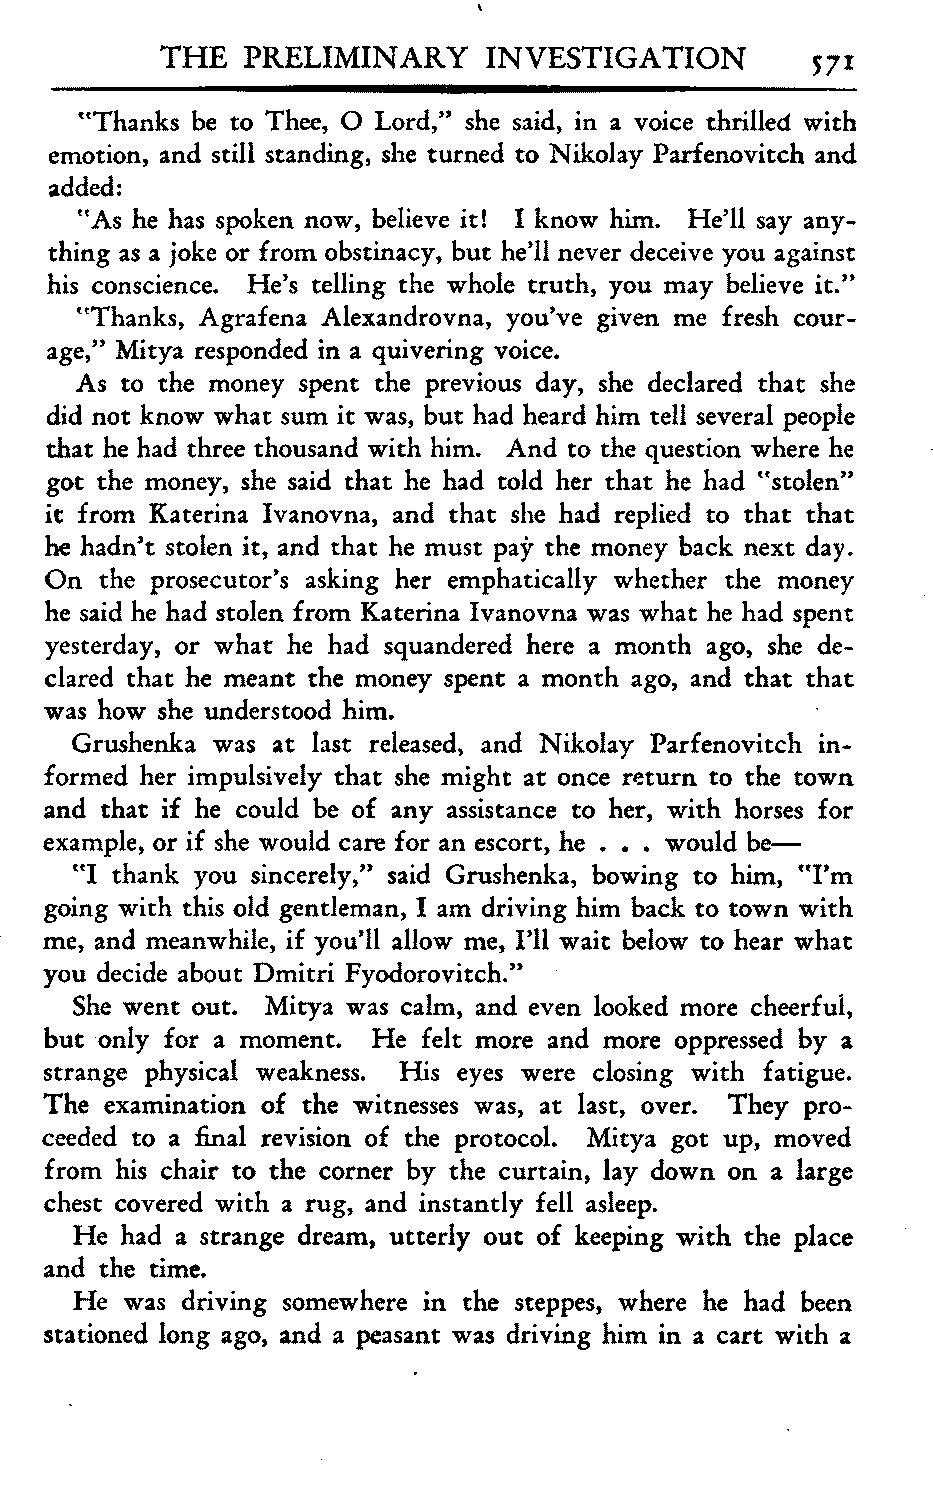 THE PRELIMINARY INVESTIGATION 571
"Thanks be to Thee, O Lord," she said, in a voice thrilled with
emotion, and still standing, she turned to Nikolay Parfenovitch and
added:
"As he has spoken now, believe it! I know him. He'll say any-
thing as a joke or from obstinacy, but he'll never deceive you against
his conscience. He's telling the whole truth, you may believe it."
"Thanks, Agrafena Alexandrovna, you've given me fresh cour-
age," Mitya responded in a quivering voice.
As to the money spent the previous day, she declared that she
did not know what sum it was, but had heard him tell several people
that he had three thousand with him. And to the question where he
got the money, she said that he had told her that he had "stolen"
it from Katerina Ivanovna, and that she had replied to that that
he hadn't stolen it, and that he must pay the money back next day.
On the prosecutor's asking her emphatically whether the money
he said he had stolen from Katerina Ivanovna was what he had spent
yesterday, or what he had squandered here a month ago, she de-
clared that he meant the money spent a month ago, and that that
was how she understood him.
Grushenka was at last released, and Nikolay Parfenovitch in-
formed her impulsively that she might at once return to the town
and that if he could be of any assistance to her, with horses for
example, or if she would care for an escort, he . . . would be—
"I thank you sincerely," said Grushenka, bowing to him, "I'm
going with this old gentleman, I am driving him back to town with
me, and meanwhile, if you'll allow me, I'll wait below to hear what
you decide about Dmitri Fyodorovitch."
She went out. Mitya was calm, and even looked more cheerful,
but only for a moment. He felt more and more oppressed by a
strange physical weakness. His eyes were closing with fatigue.
The examination of the witnesses was, at last, over. They pro-
ceeded to a final revision of the protocol. Mitya got up, moved
from his chair to the corner by the curtain, lay down on a large
chest covered with a rug, and instantly fell asleep.
He had a strange dream, utterly out of keeping with the place
and the time.
He was driving somewhere in the steppes, where he had been
stationed long ago, and a peasant was driving him in a cart with a